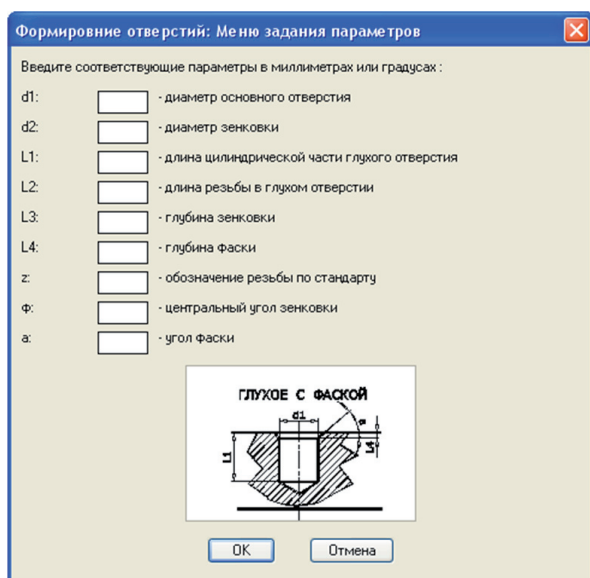 Формировние отверстий: Меню задания параметров
Введите соответствующие параметры в миллиметрах или градусах :
d1: - диаметр основного отверстия
d2: - диаметр зенковки
L1: - длина цилиндрической части глухого отверстия
L2: - длина резьбы в глухом отверстии
L3: - глубина зенковки
L4: - глубина фаски
z: - обозначение резьбы по стандарту
Ф: - центральный угол зенковки
a: - угол фаски
ГЛУХОЕ С ФАСКОЙ
d1
a
L1
L4
OK Отмена